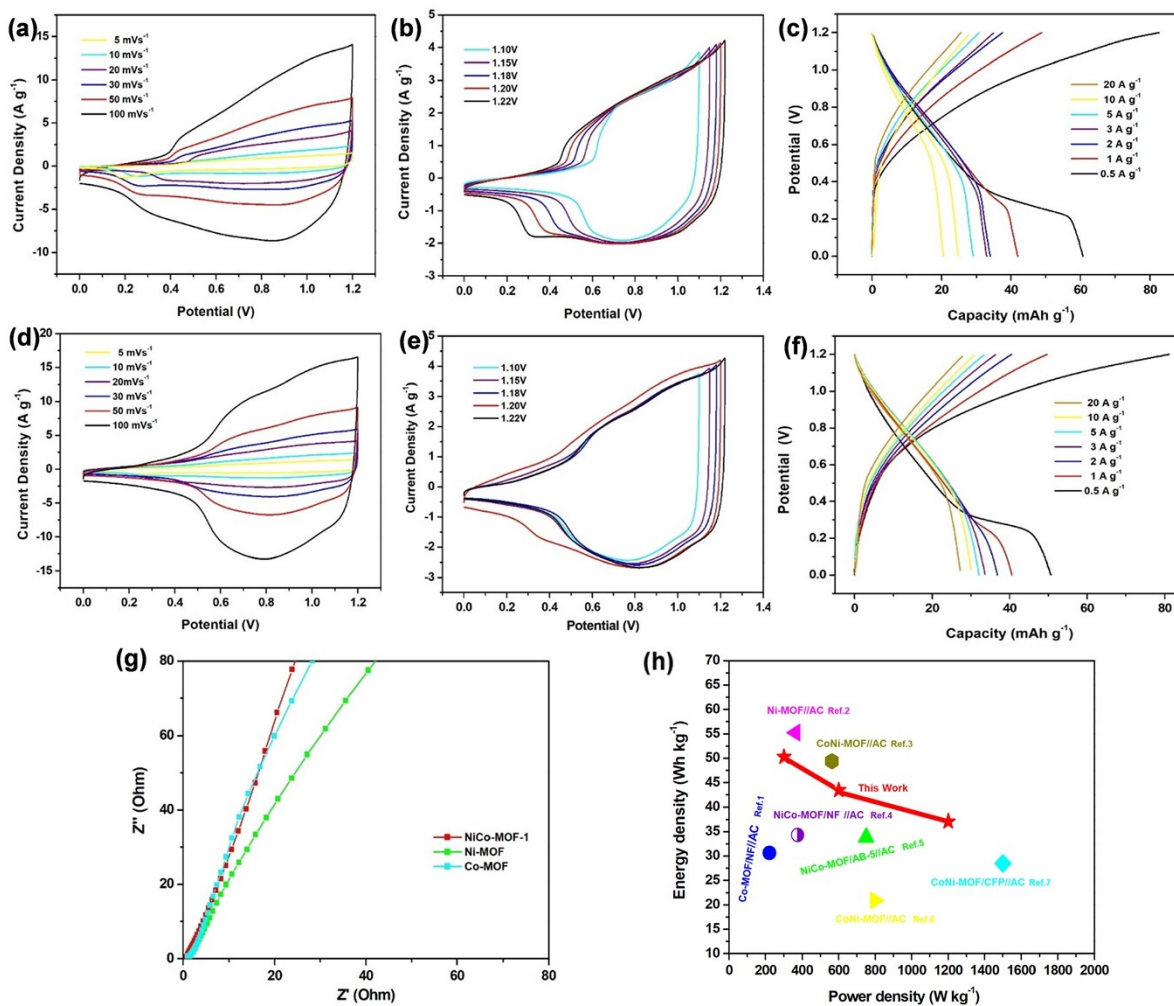 (a)
5 mVs⁻¹
10 mVs⁻¹
20 mVs⁻¹
30 mVs⁻¹
50 mVs⁻¹
100 mVs⁻¹
15
10
5
0
-5
-10
Current Density (A g⁻¹)
0.0 0.2 0.4 0.6 0.8 1.0 1.2
Potential (V)
(b)
1.10V
1.15V
1.18V
1.20V
1.22V
5
4
3
2
1
0
-1
-2
-3
Current Density (A g⁻¹)
0.0 0.2 0.4 0.6 0.8 1.0 1.2 1.4
Potential (V)
(c)
20 A g⁻¹
10 A g⁻¹
5 A g⁻¹
3 A g⁻¹
2 A g⁻¹
1 A g⁻¹
0.5 A g⁻¹
1.2
0.8
0.6
0.4
0.2
0.0
Potential (V)
0 20 40 60 80
Capacity (mAh g⁻¹)
(d)
5 mVs⁻¹
10 mVs⁻¹
20mVs⁻¹
30 mVs⁻¹
50 mVs⁻¹
100 mVs⁻¹
20
15
10
5
0
-5
-10
-15
Current Density (A g⁻¹)
0.0 0.2 0.4 0.6 0.8 1.0 1.2
Potential (V)
(e)
1.10V
1.15V
1.18V
1.20V
1.22V
5
4
3
2
1
0
-1
-2
-3
Current Density (A g⁻¹)
0.0 0.2 0.4 0.6 0.8 1.0 1.2 1.4
Potential (V)
(f)
20 A g⁻¹
10 A g⁻¹
5 A g⁻¹
3 A g⁻¹
2 A g⁻¹
1 A g⁻¹
0.5 A g⁻¹
1.2
1.0
0.8
0.6
0.4
0.2
0.0
Potential (V)
0 20 40 60 80
Capacity (mAh g⁻¹)
(g)
80
60
40
20
0
Z'' (Ohm)
NiCo-MOF-1
Ni-MOF
Co-MOF
0 20 40 60 80
Z' (Ohm)
(h)
70
65
60
55
50
45
40
35
30
25
20
15
10
Energy density (Wh kg⁻¹)
Ni-MOF//AC Ref.2
CoNi-MOF//AC Ref.3
This Work
Co-MOF/NF//AC Ref.1
NiCo-MOF/NF //AC Ref.4
NiCo-MOF/AB-5//AC Ref.5
CoNi-MOF/CFP//AC Ref.7
CoNi-MOF//AC Ref.6
200 400 600 800 1000 1200 1400 1600 1800 2000
Power density (W kg⁻¹)